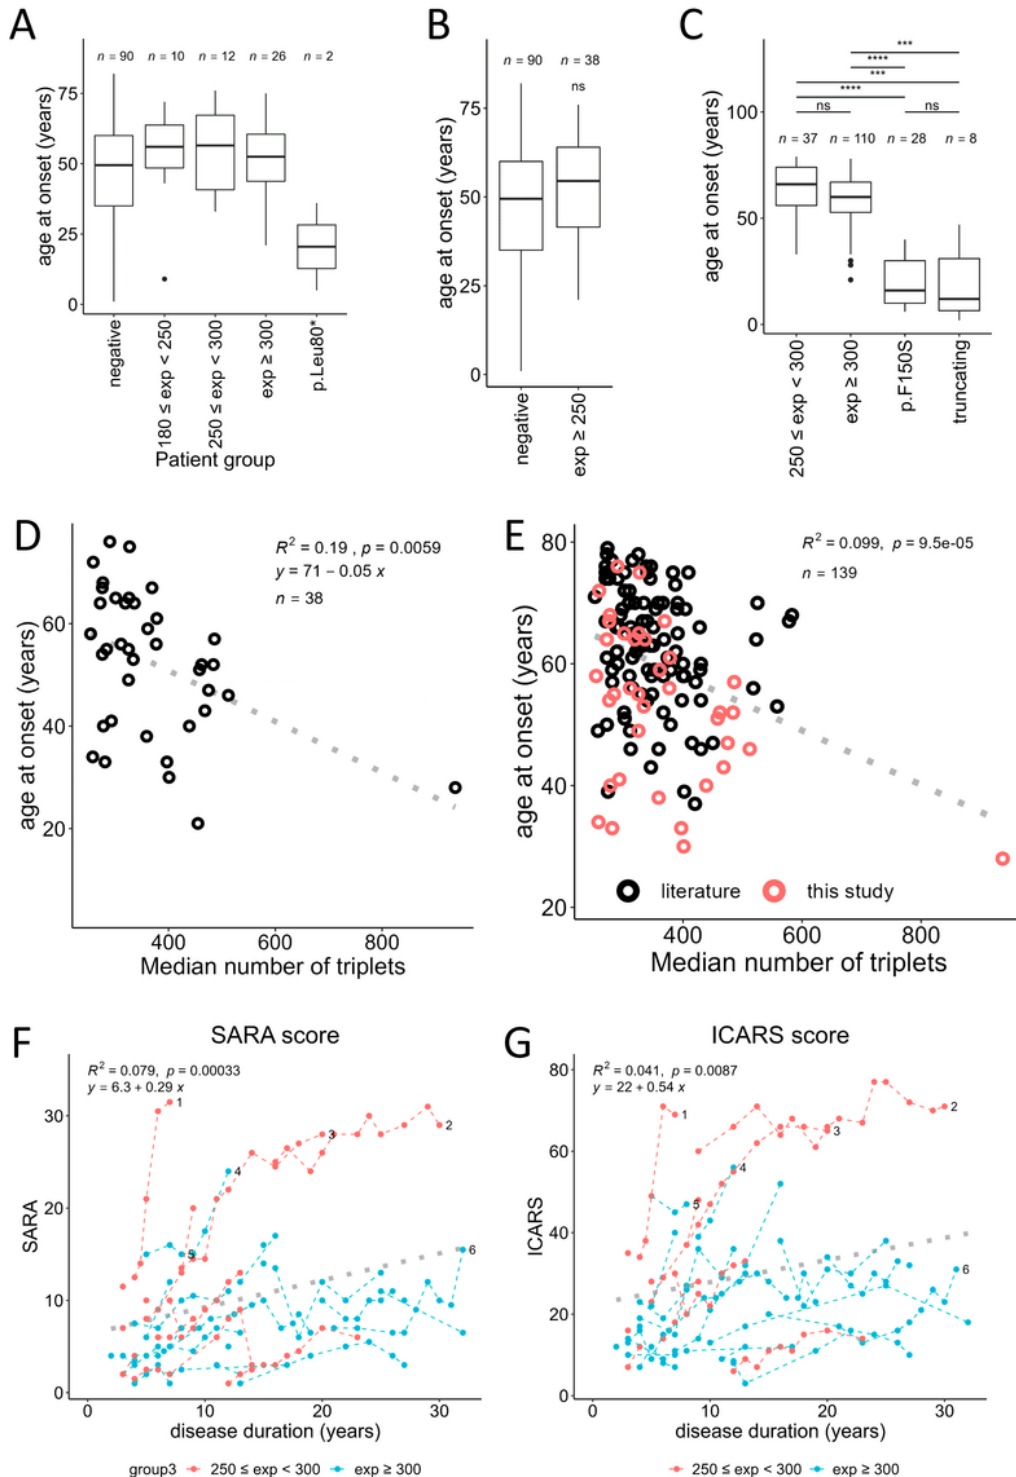 A
n = 90 n = 10 n = 12 n = 26 n = 2
age at onset (years)
75
50
25
0
negative
180 ≤ exp < 250
250 ≤ exp < 300
exp ≥ 300
p.Leu80*
Patient group
B
n = 90 n = 38
ns
age at onset (years)
75
50
25
0
negative
exp ≥ 250
C
***
****
***
****
ns ns
n = 37 n = 110 n = 28 n = 8
age at onset (years)
100
50
0
250 ≤ exp < 300
exp ≥ 300
p.F150S
truncating
D
R² = 0.19 , p = 0.0059
y = 71 − 0.05 x
n = 38
age at onset (years)
60
40
20
400 600 800
Median number of triplets
E
R² = 0.099, p = 9.5e-05
n = 139
age at onset (years)
80
60
40
20
literature this study
400 600 800
Median number of triplets
F
SARA score
R² = 0.079, p = 0.00033
y = 6.3 + 0.29 x
SARA
30
20
10
0
1
2
3
4
5
6
0 10 20 30
disease duration (years)
group3 250 ≤ exp < 300 exp ≥ 300
G
ICARS score
R² = 0.041, p = 0.0087
y = 22 + 0.54 x
ICARS
80
60
40
20
0
1
2
3
4
5
6
0 10 20 30
disease duration (years)
250 ≤ exp < 300 exp ≥ 300